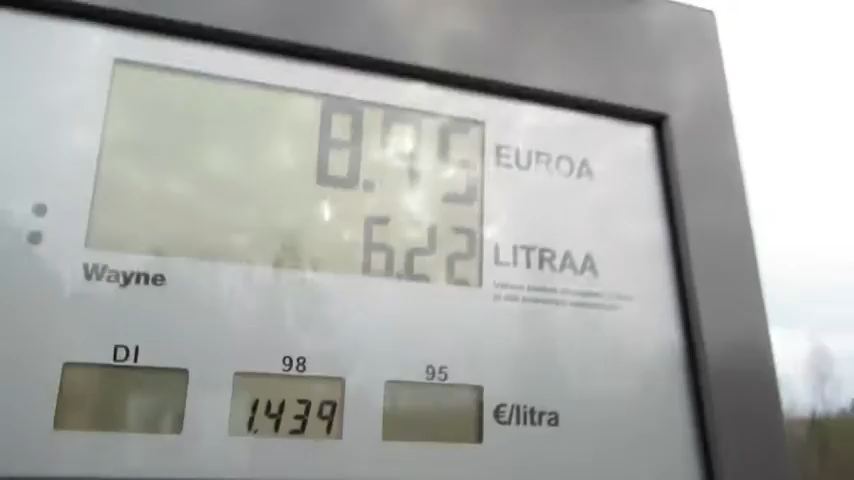 8.95 EUROA
6.22 LITRAA
Wayne
DI 98 95
1.439 €/litra